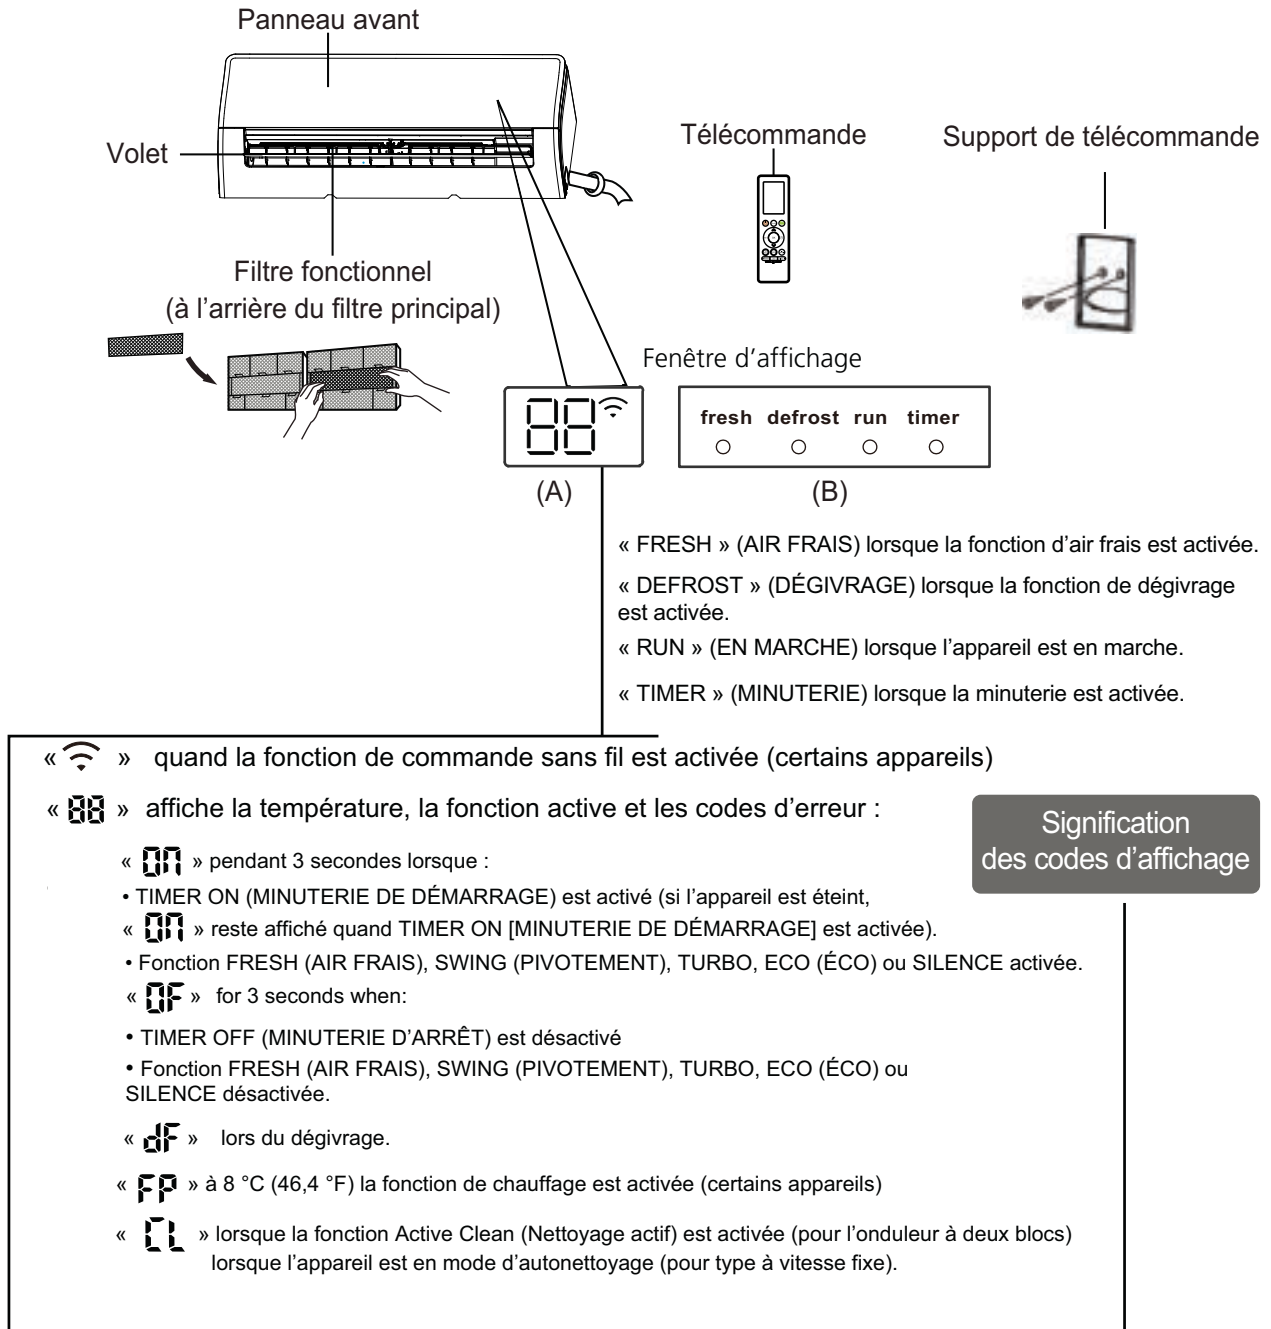 Panneau avant
Volet
Télécommande
Support de télécommande
Filtre fonctionnel
(à l'arrière du filtre principal)
Fenêtre d'affichage
88
fresh defrost run timer
(A)
(B)
« FRESH » (AIR FRAIS) lorsque la fonction d'air frais est activée.
« DEFROST » (DÉGIVRAGE) lorsque la fonction de dégivrage
est activée.
« RUN » (EN MARCHE) lorsque l'appareil est en marche.
« TIMER » (MINUTERIE) lorsque la minuterie est activée.
« » quand la fonction de commande sans fil est activée (certains appareils)
« 88 » affiche la température, la fonction active et les codes d'erreur :
Signification
des codes d'affichage
« ON » pendant 3 secondes lorsque :
• TIMER ON (MINUTERIE DE DÉMARRAGE) est activé (si l'appareil est éteint,
« ON » reste affiché quand TIMER ON [MINUTERIE DE DÉMARRAGE] est activée).
• Fonction FRESH (AIR FRAIS), SWING (PIVOTEMENT), TURBO, ECO (ÉCO) ou SILENCE activée.
« OF » for 3 seconds when:
• TIMER OFF (MINUTERIE D'ARRÊT) est désactivé
• Fonction FRESH (AIR FRAIS), SWING (PIVOTEMENT), TURBO, ECO (ÉCO) ou
SILENCE désactivée.
« dF » lors du dégivrage.
« FP » à 8 °C (46,4 °F) la fonction de chauffage est activée (certains appareils)
« CL » lorsque la fonction Active Clean (Nettoyage actif) est activée (pour l'onduleur à deux blocs)
lorsque l'appareil est en mode d'autonettoyage (pour type à vitesse fixe).